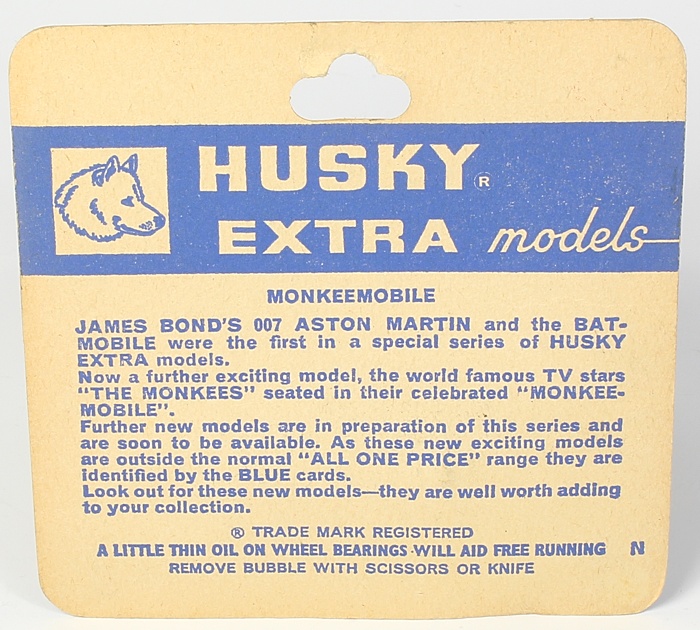 HUSKY ®
EXTRA models
MONKEEMOBILE
JAMES BOND'S 007 ASTON MARTIN and the BAT-
MOBILE were the first in a special series of HUSKY
EXTRA models.
Now a further exciting model, the world famous TV stars
“THE MONKEES” seated in their celebrated “MONKEE-
MOBILE”.
Further new models are in preparation of this series and
are soon to be available. As these new exciting models
are outside the normal “ALL ONE PRICE” range they are
identified by the BLUE cards.
Look out for these new models—they are well worth adding
to your collection.
® TRADE MARK REGISTERED
A LITTLE THIN OIL ON WHEEL BEARINGS WILL AID FREE RUNNING N
REMOVE BUBBLE WITH SCISSORS OR KNIFE